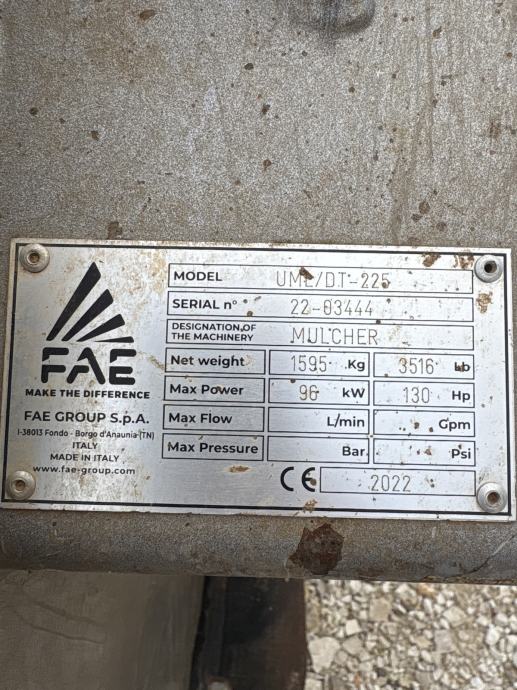 FAE
MAKE THE DIFFERENCE
FAE GROUP S.p.A.
I-38013 Fondo - Borgo d'Anaunia (TN)
ITALY
MADE IN ITALY
www.fae-group.com
MODEL UML/DT-225
SERIAL n° 22-03444
DESIGNATION OF
THE MACHINERY MULCHER
Net weight 1595 Kg 3516 Lb
Max Power 96 kW 130 Hp
Max Flow L/min Gpm
Max Pressure Bar Psi
CE 2022